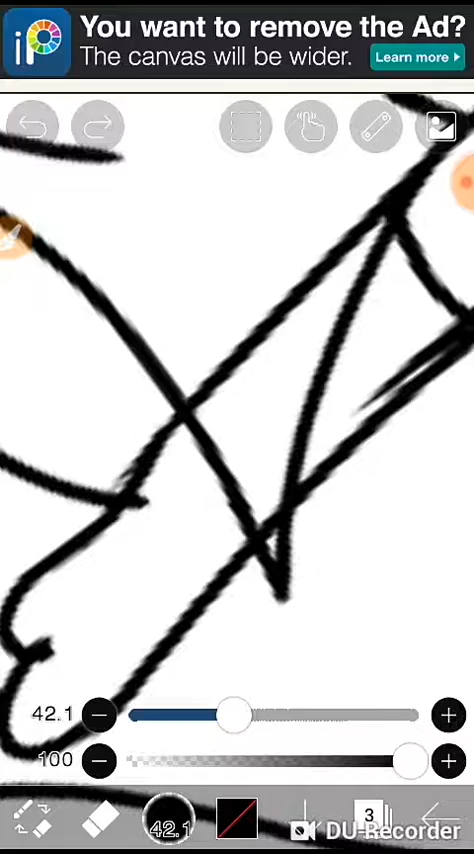 You want to remove the Ad?
The canvas will be wider.
Learn more
42.1
100
42.1
3
DU-Recorder